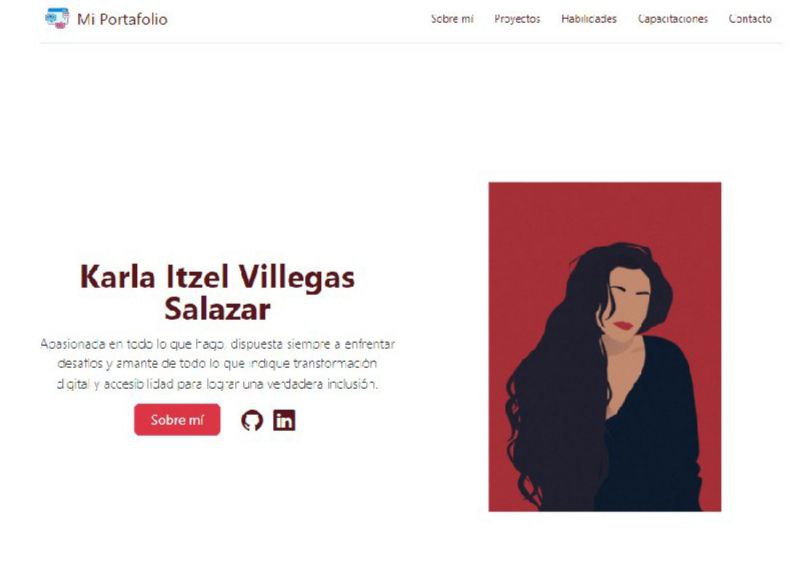 Mi Portafolio
Sobre mí
Proyectos
Habilidades
Capacitaciones
Contacto
Karla Itzel Villegas
Salazar
Apasionada en todo lo que hago, dispuesta siempre a enfrentar
desafíos y amante de todo lo que indique transformación
digital y accesibilidad para lograr una verdadera inclusión.
Sobre mí
in